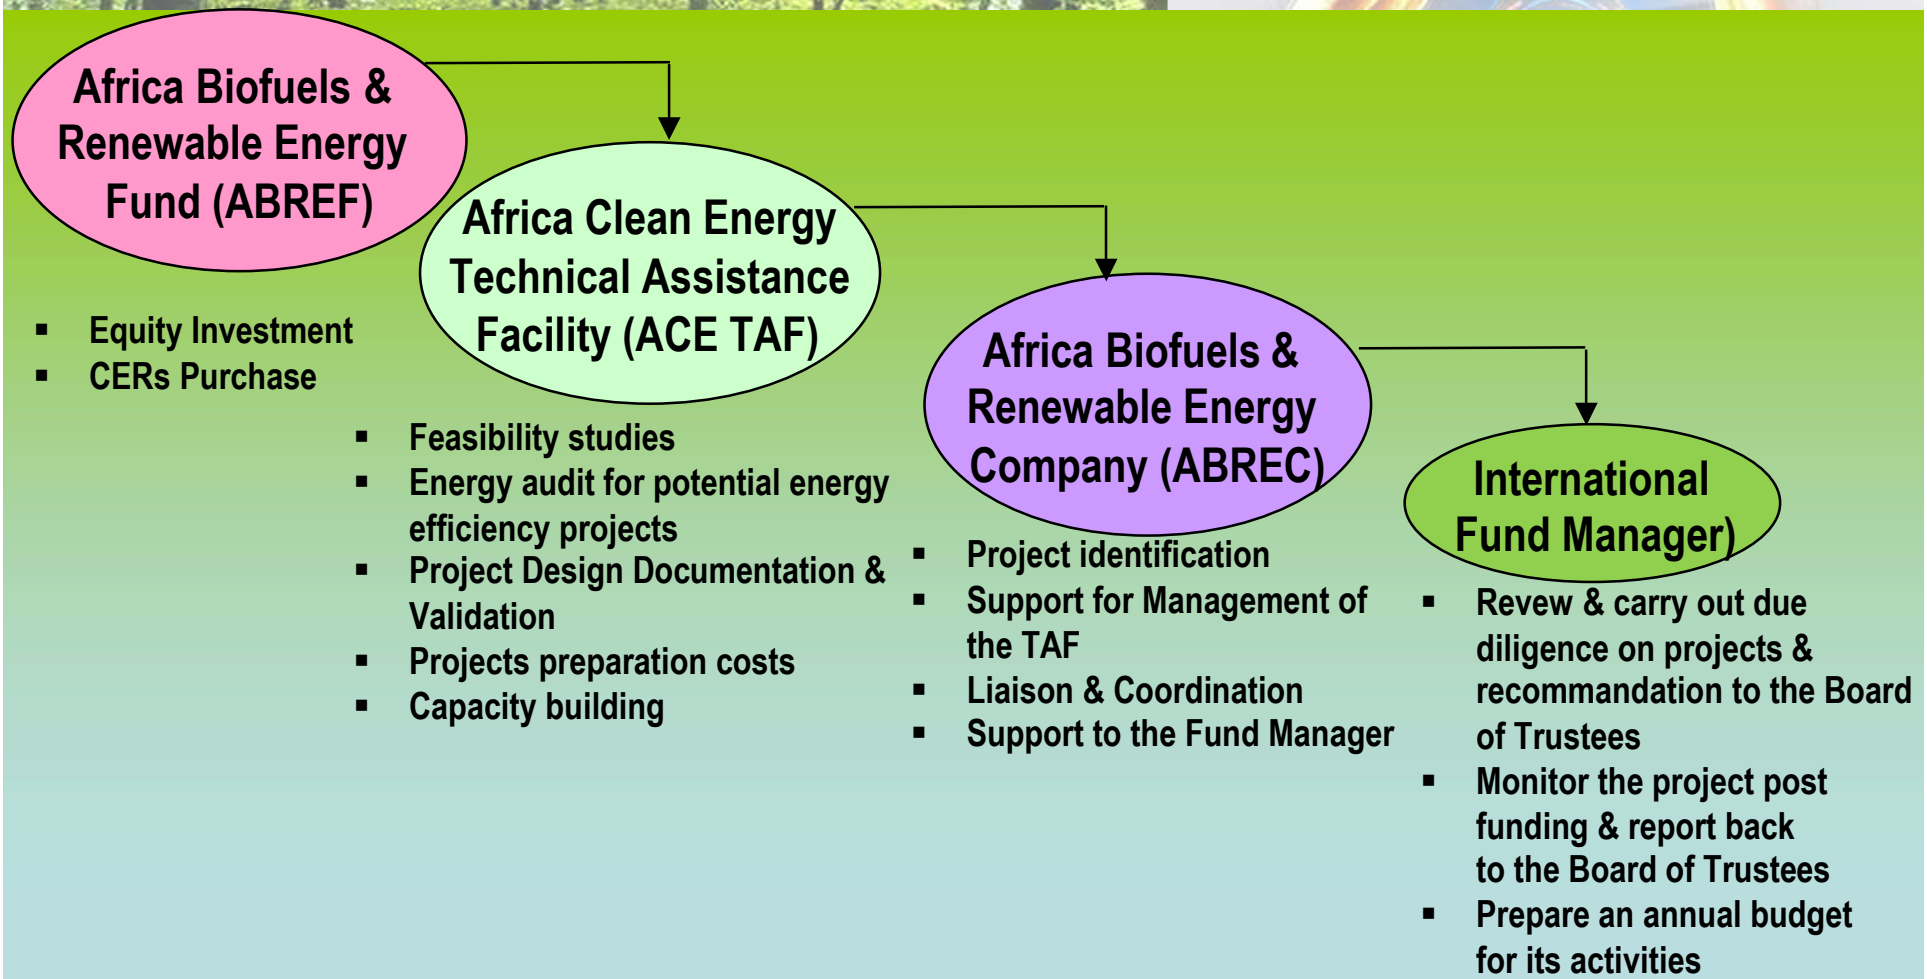 Africa Biofuels &
Renewable Energy
Fund (ABREF)
▪ Equity Investment
▪ CERs Purchase
Africa Clean Energy
Technical Assistance
Facility (ACE TAF)
▪ Feasibility studies
▪ Energy audit for potential energy
efficiency projects
▪ Project Design Documentation &
Validation
▪ Projects preparation costs
▪ Capacity building
Africa Biofuels &
Renewable Energy
Company (ABREC)
▪ Project identification
▪ Support for Management of
the TAF
▪ Liaison & Coordination
▪ Support to the Fund Manager
International
Fund Manager)
▪ Revew & carry out due
diligence on projects &
recommandation to the Board
of Trustees
▪ Monitor the project post
funding & report back
to the Board of Trustees
▪ Prepare an annual budget
for its activities